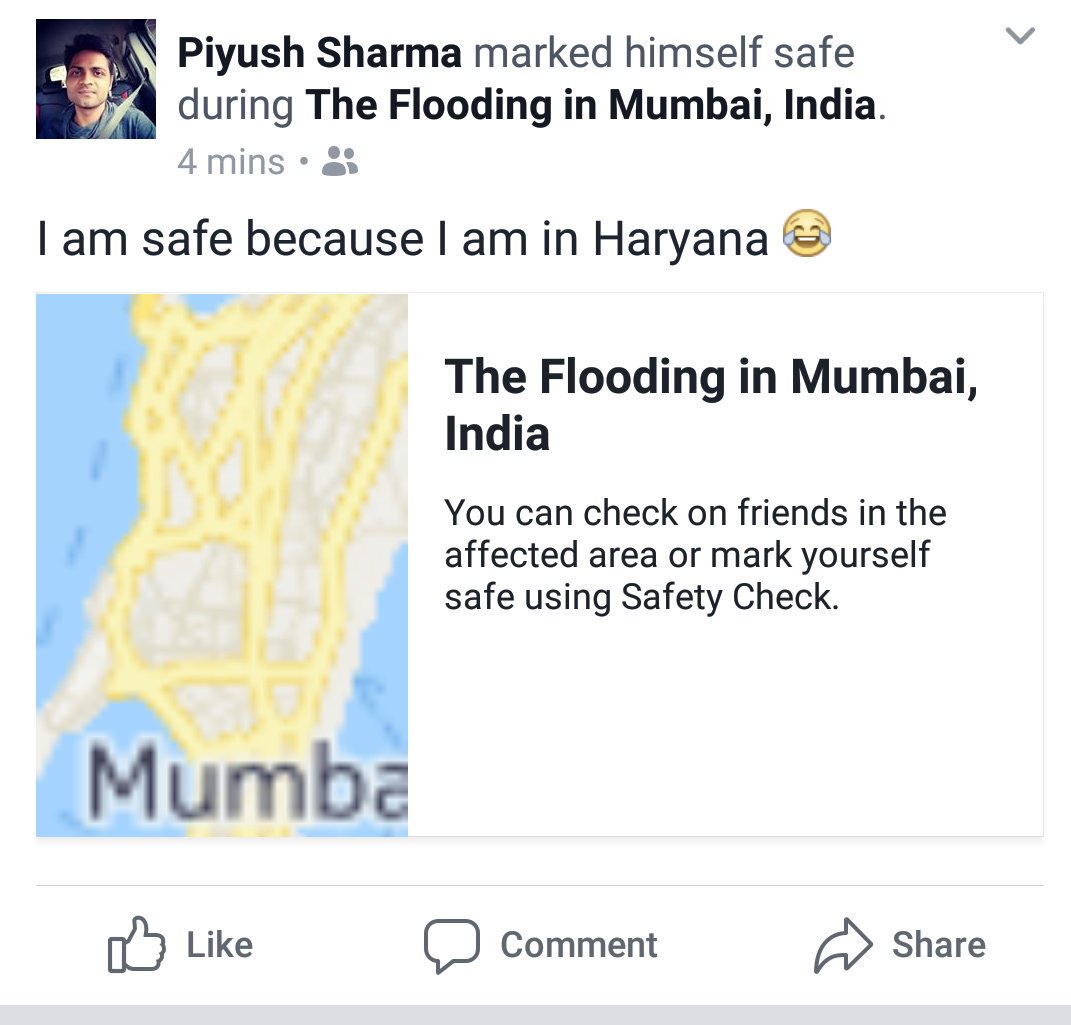 Piyush Sharma marked himself safe
during The Flooding in Mumbai, India.
4 mins •
I am safe because I am in Haryana 😂
The Flooding in Mumbai,
India
You can check on friends in the
affected area or mark yourself
safe using Safety Check.
Mumba
Like Comment Share